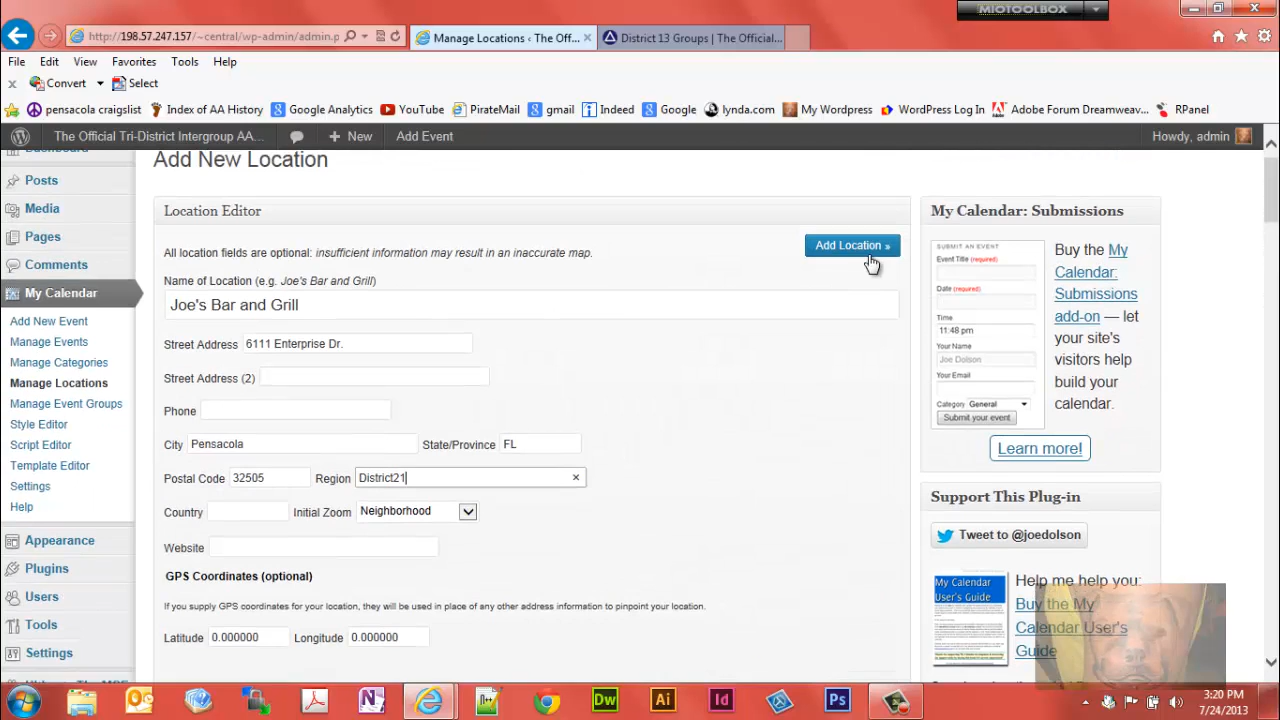 MIOTOOLBOX
http://198.57.247.157/~central/wp-admin/admin.p
Manage Locations ‹ The Off...
District 13 Groups | The Official...
File Edit View Favorites Tools Help
x Convert Select
pensacola craigslist Index of AA History Google Analytics YouTube PirateMail gmail Indeed Google lynda.com My Wordpress WordPress Log In Adobe Forum Dreamweav... RPanel
The Official Tri-District Intergroup AA... + New Add Event Howdy, admin
Dashboard
Posts
Media
Pages
Comments
My Calendar
Add New Event
Manage Events
Manage Categories
Manage Locations
Manage Event Groups
Style Editor
Script Editor
Template Editor
Settings
Help
Appearance
Plugins
Users
Tools
Settings
Add New Location
Location Editor
Add Location »
All location fields are optional: insufficient information may result in an inaccurate map.
Name of Location (e.g. Joe's Bar and Grill)
Joe's Bar and Grill
Street Address 6111 Enterprise Dr.
Street Address (2)
Phone
City Pensacola State/Province FL
Postal Code 32505 Region District21 ×
Country Initial Zoom Neighborhood
Website
GPS Coordinates (optional)
If you supply GPS coordinates for your location, they will be used in place of any other address information to pinpoint your location.
Latitude 0.000000 Longitude 0.000000
My Calendar: Submissions
SUBMIT AN EVENT
Event Title (required)
Date (required)
Time
11:48 pm
Your Name
Joe Dolson
Your Email
Category General
Submit your event
Buy the My
Calendar:
Submissions
add-on — let
your site's
visitors help
build your
calendar.
Learn more!
Support This Plug-in
Tweet to @joedolson
My Calendar
User's Guide
Help me help you:
Buy the My
Calendar User's
Guide
Dw Ai Id Ps
3:20 PM
7/24/2013